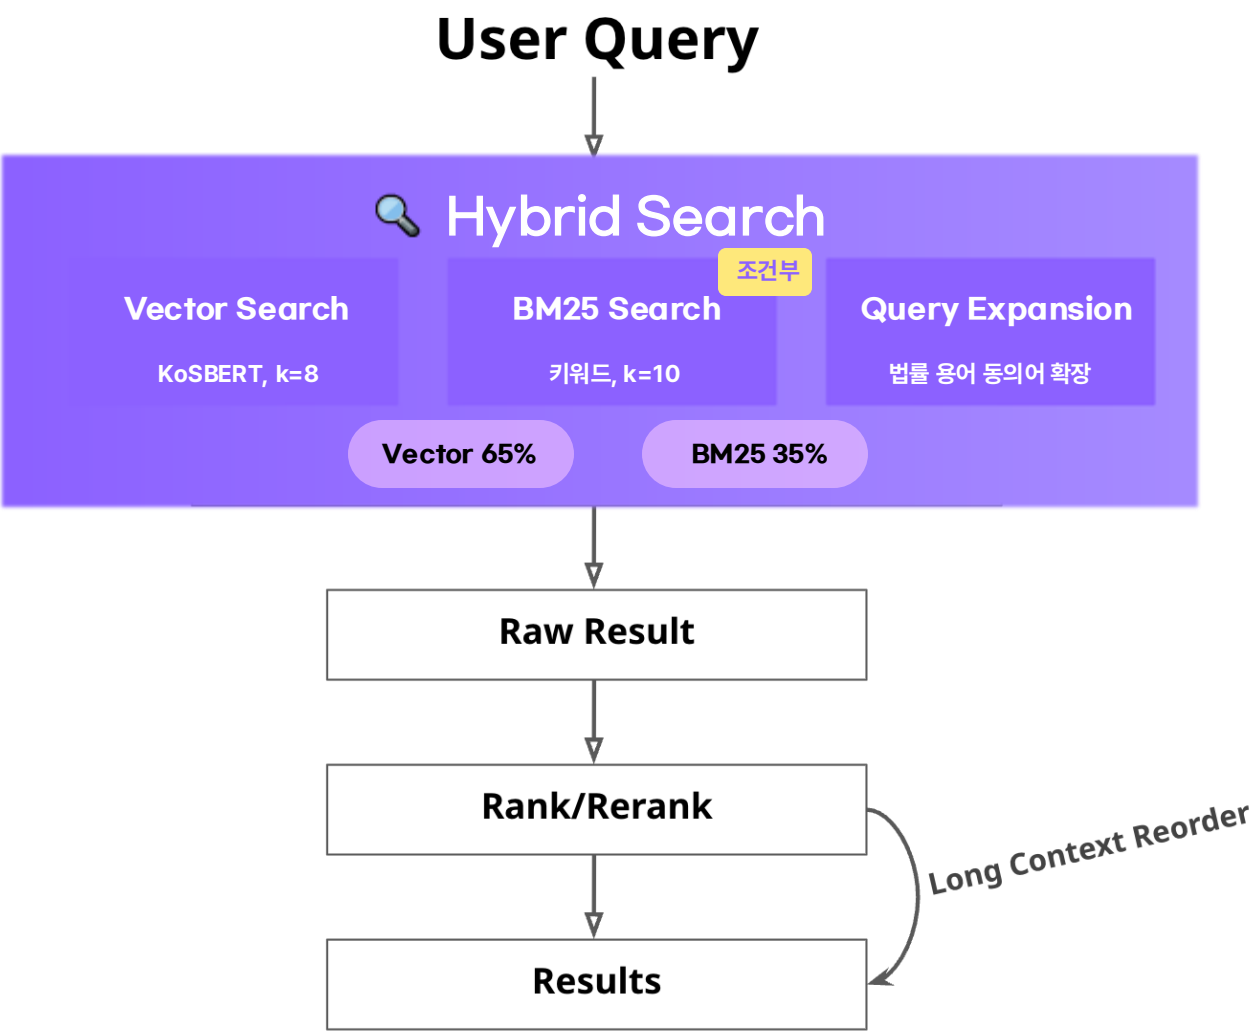 User Query
Hybrid Search
조건부
Vector Search
KoSBERT, k=8
BM25 Search
키워드, k=10
Query Expansion
법률 용어 동의어 확장
Vector 65%
BM25 35%
Raw Result
Rank/Rerank
Long Context Reorder
Results